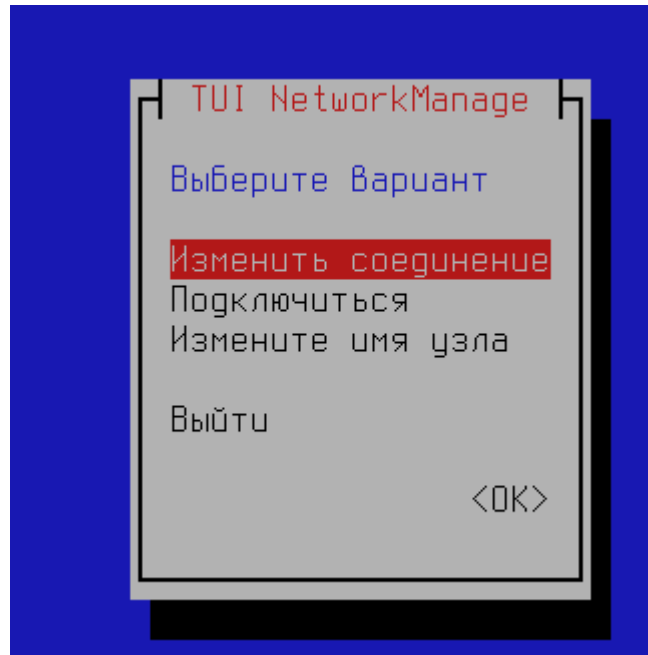 TUI NetworkManage
Выберите вариант
Изменить соединение
Подключиться
Измените имя узла
Выйти
<OK>